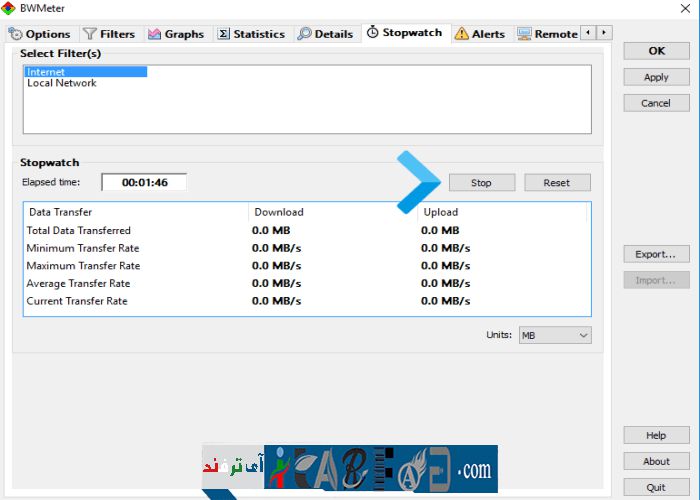 BWMeter
Options Filters Graphs Statistics Details Stopwatch Alerts Remote
Select Filter(s)
Internet
Local Network
OK
Apply
Cancel
Stopwatch
Elapsed time: 00:01:46 Stop Reset
Data Transfer Download Upload
Total Data Transferred 0.0 MB 0.0 MB
Minimum Transfer Rate 0.0 MB/s 0.0 MB/s
Maximum Transfer Rate 0.0 MB/s 0.0 MB/s
Average Transfer Rate 0.0 MB/s 0.0 MB/s
Current Transfer Rate 0.0 MB/s 0.0 MB/s
Export...
Import...
Units: MB
Help
About
Quit
آی ترفند
.com